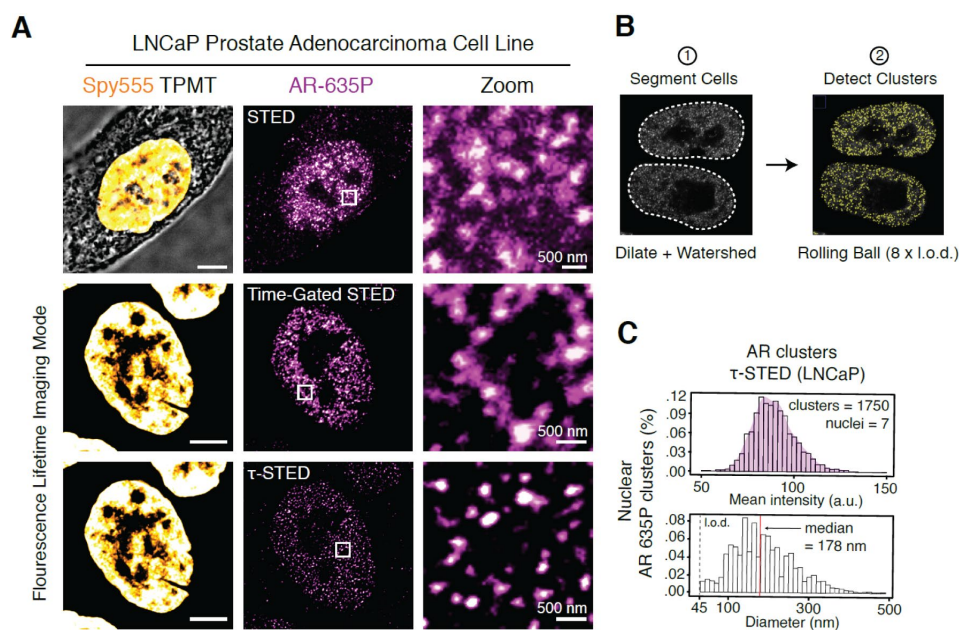 A
LNCaP Prostate Adenocarcinoma Cell Line
Spy555 TPMT
AR-635P
Zoom
Flourescence Lifetime Imaging Mode
STED
500 nm
Time-Gated STED
500 nm
τ-STED
500 nm
B
1
Segment Cells
Dilate + Watershed
2
Detect Clusters
Rolling Ball (8 x l.o.d.)
C
AR clusters
τ-STED (LNCaP)
Nuclear
AR 635P clusters (%)
.12
.09
.06
.03
.00
clusters = 1750
nuclei = 7
50
100
150
Mean intensity (a.u.)
.08
.06
.04
.02
.00
l.o.d.
median
= 178 nm
45
100
300
500
Diameter (nm)